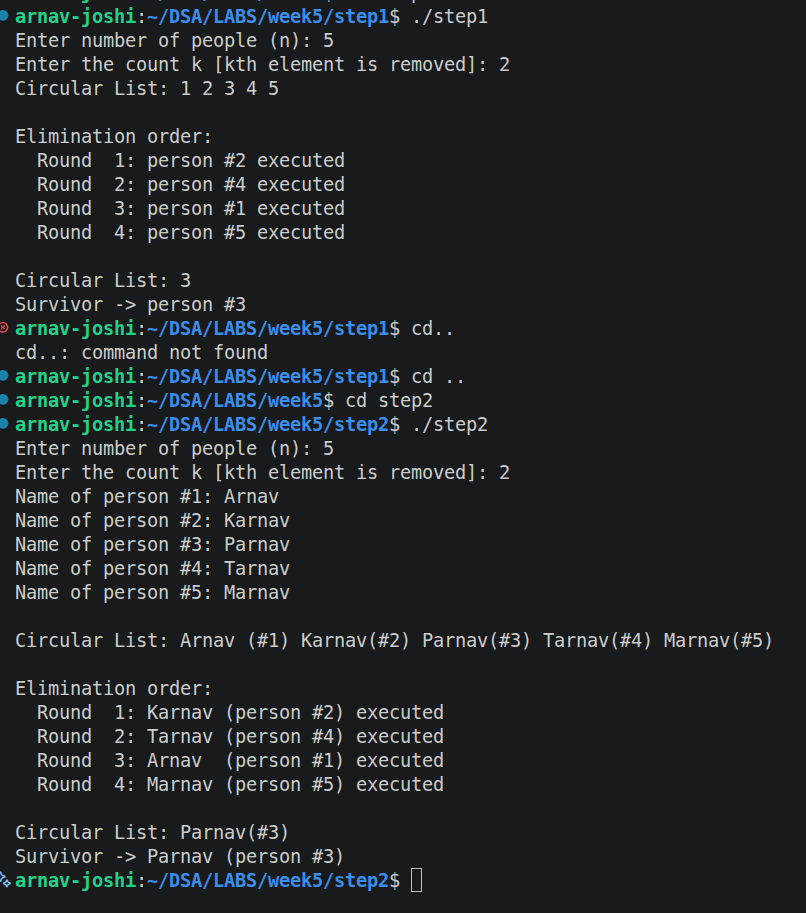 arnav-joshi:~/DSA/LABS/week5/step1$ ./step1
Enter number of people (n): 5
Enter the count k [kth element is removed]: 2
Circular List: 1 2 3 4 5

Elimination order:
  Round  1: person #2 executed
  Round  2: person #4 executed
  Round  3: person #1 executed
  Round  4: person #5 executed

Circular List: 3
Survivor -> person #3
arnav-joshi:~/DSA/LABS/week5/step1$ cd..
cd..: command not found
arnav-joshi:~/DSA/LABS/week5/step1$ cd ..
arnav-joshi:~/DSA/LABS/week5$ cd step2
arnav-joshi:~/DSA/LABS/week5/step2$ ./step2
Enter number of people (n): 5
Enter the count k [kth element is removed]: 2
Name of person #1: Arnav
Name of person #2: Karnav
Name of person #3: Parnav
Name of person #4: Tarnav
Name of person #5: Marnav

Circular List: Arnav (#1) Karnav(#2) Parnav(#3) Tarnav(#4) Marnav(#5)

Elimination order:
  Round  1: Karnav (person #2) executed
  Round  2: Tarnav (person #4) executed
  Round  3: Arnav  (person #1) executed
  Round  4: Marnav (person #5) executed

Circular List: Parnav(#3)
Survivor -> Parnav (person #3)
arnav-joshi:~/DSA/LABS/week5/step2$